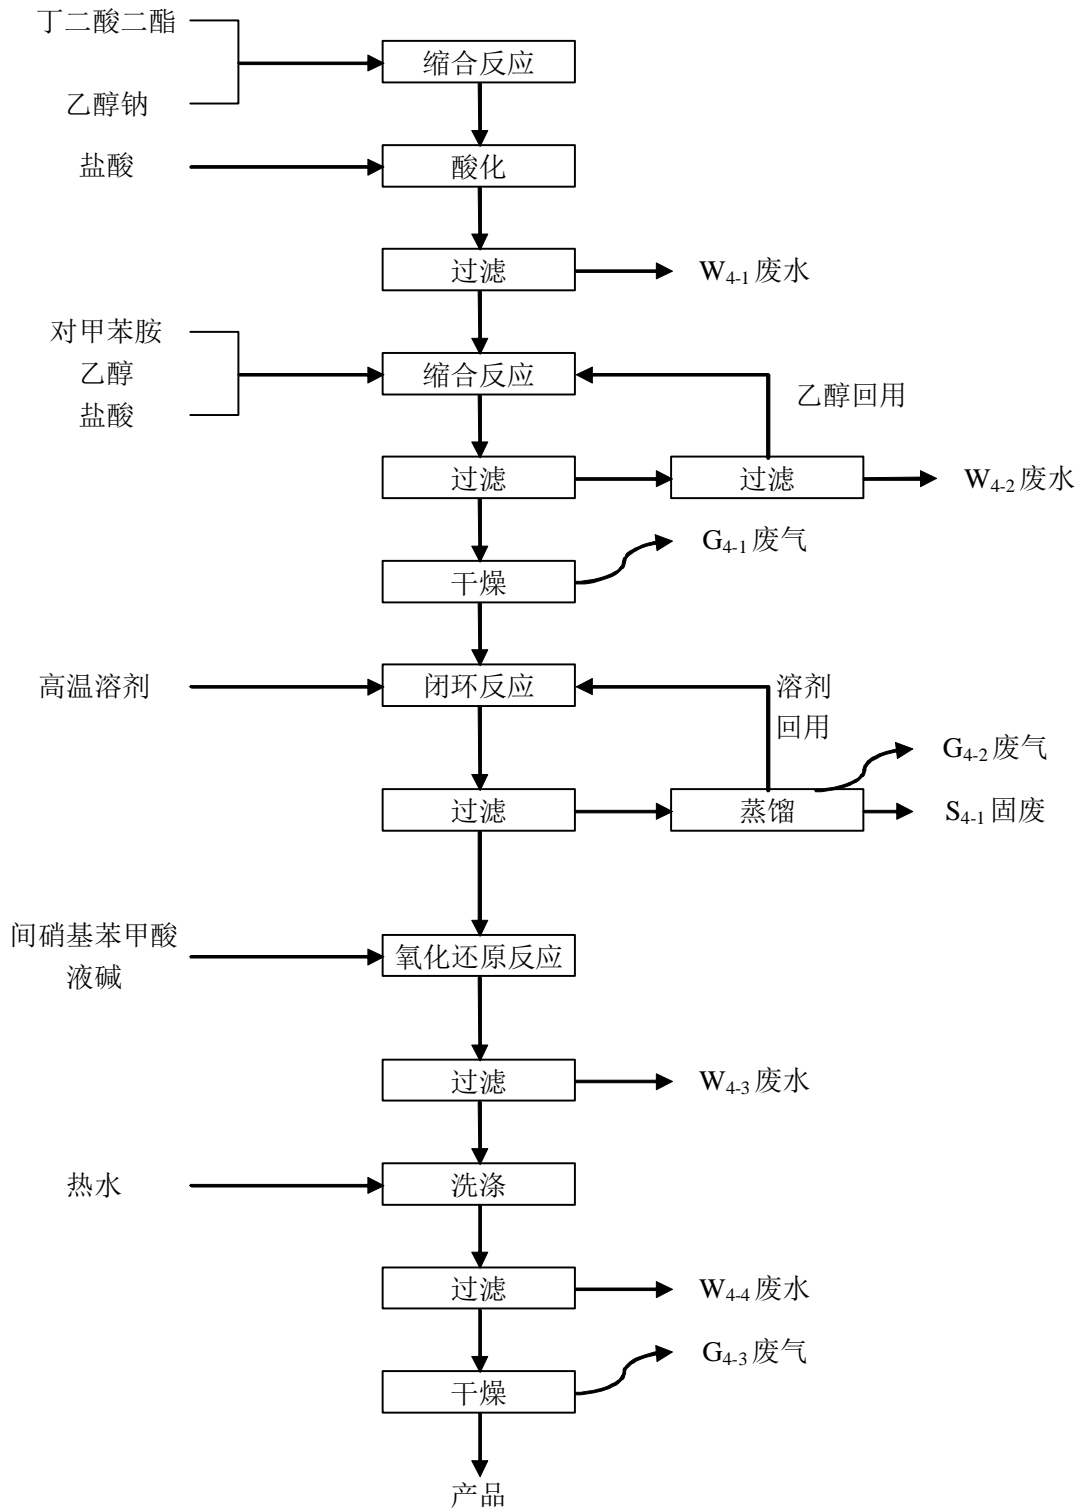 丁二酸二酯
缩合反应
乙醇钠
盐酸
酸化
过滤
W4-1废水
对甲苯胺
乙醇
盐酸
缩合反应
乙醇回用
过滤
过滤
W4-2废水
G4-1废气
干燥
高温溶剂
闭环反应
溶剂
回用
G4-2废气
过滤
蒸馏
S4-1固废
间硝基苯甲酸
液碱
氧化还原反应
过滤
W4-3废水
热水
洗涤
过滤
W4-4废水
G4-3废气
干燥
产品